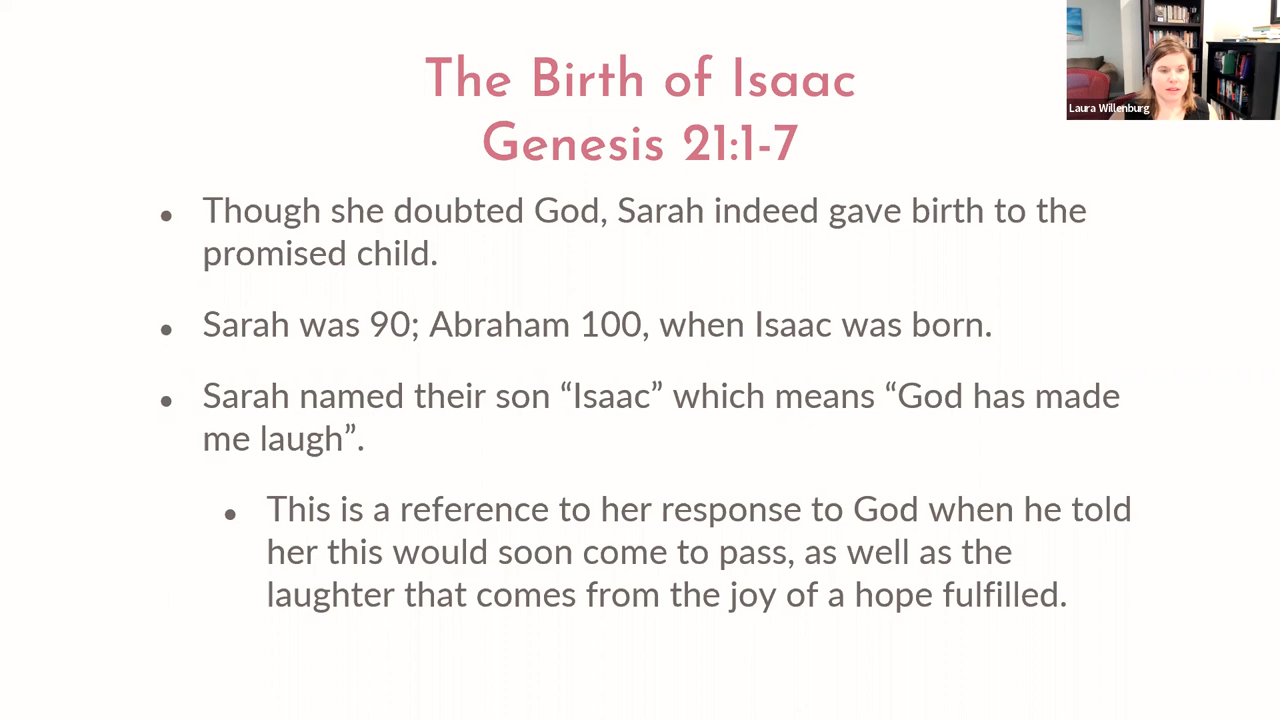 The Birth of Isaac
Genesis 21:1-7
Laura Willenburg
● Though she doubted God, Sarah indeed gave birth to the
promised child.
● Sarah was 90; Abraham 100, when Isaac was born.
● Sarah named their son “Isaac” which means “God has made
me laugh”.
● This is a reference to her response to God when he told
her this would soon come to pass, as well as the
laughter that comes from the joy of a hope fulfilled.